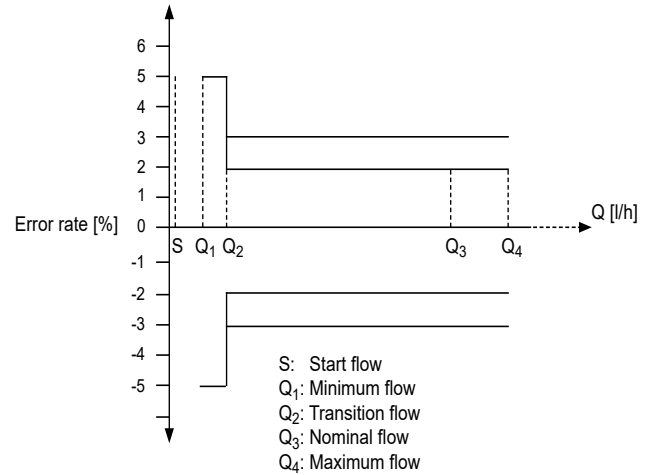 6
5
4
3
2
1
Error rate [%] 0 Q [l/h]
S Q₁ Q₂ Q₃ Q₄
-1
-2
-3
-5
S: Start flow
Q₁: Minimum flow
Q₂: Transition flow
Q₃: Nominal flow
Q₄: Maximum flow